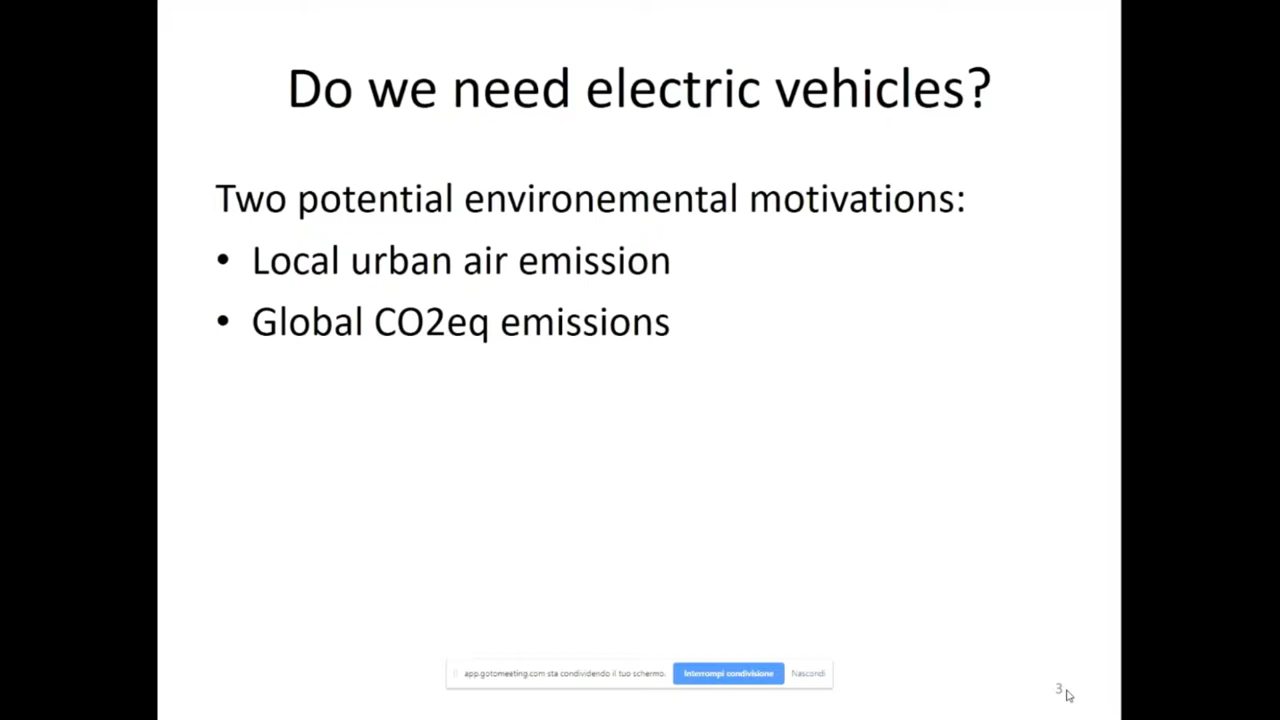 Do we need electric vehicles?
Two potential environemental motivations:
• Local urban air emission
• Global CO2eq emissions
app.gotomeeting.com sta condividendo il tuo schermo. Interrompi condivisione Nascondi
3